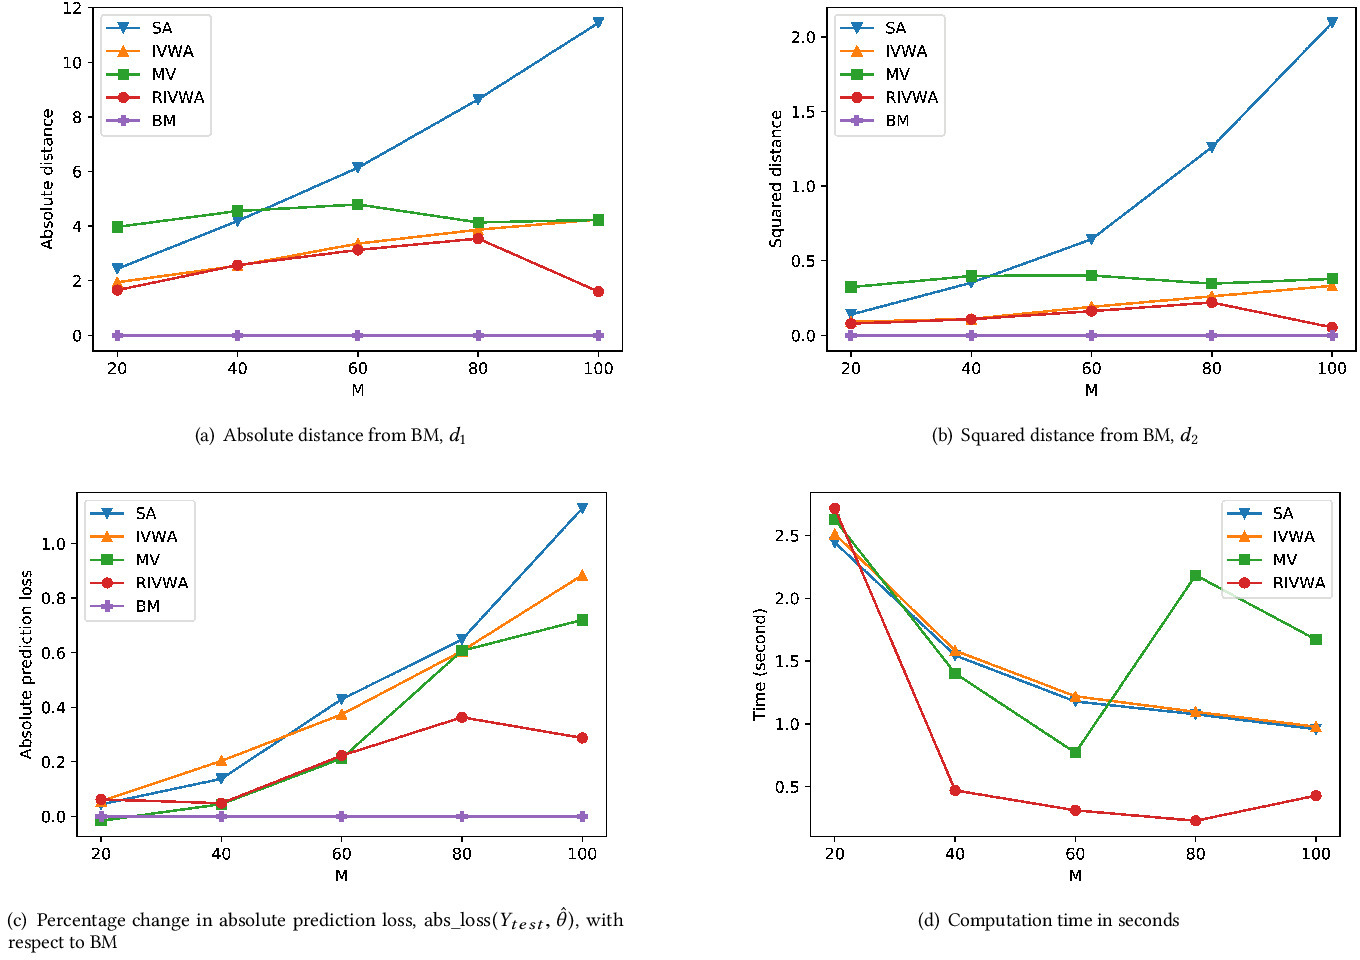 12
10
8
6
4
2
0
Absolute distance
SA
IVWA
MV
RIVWA
BM
20 40 60 80 100
M
(a) Absolute distance from BM, d1
2.0
1.5
1.0
0.5
0.0
Squared distance
SA
IVWA
MV
RIVWA
BM
20 40 60 80 100
M
(b) Squared distance from BM, d2
1.0
0.8
0.6
0.4
0.2
0.0
Absolute prediction loss
SA
IVWA
MV
RIVWA
BM
20 40 60 80 100
M
(c) Percentage change in absolute prediction loss, abs_loss(Ytest, θ̂), with
respect to BM
2.5
2.0
1.5
1.0
0.5
Time (second)
SA
IVWA
MV
RIVWA
20 40 60 80 100
M
(d) Computation time in seconds